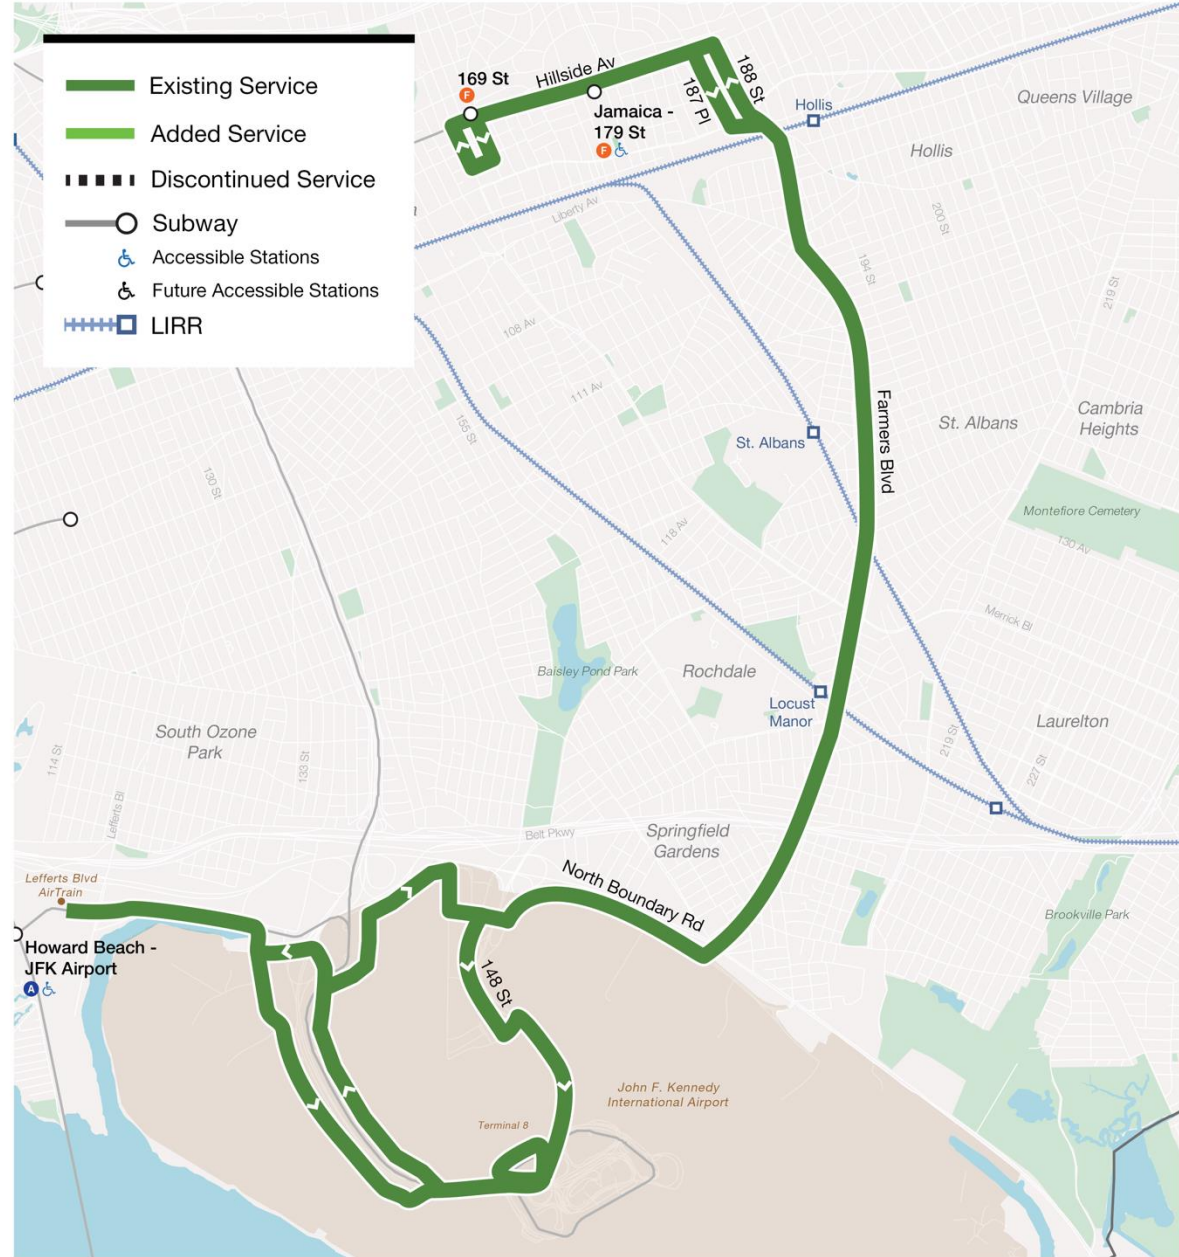 Existing Service
Added Service
Discontinued Service
Subway
Accessible Stations
Future Accessible Stations
LIRR
169 St
F
Hillside Av
Jamaica -
179 St
F
187 Pl
188 St
Hollis
Queens Village
Hollis
Liberty Av
200 St
194 St
219 St
108 Av
111 Av
155 St
130 St
Farmers Blvd
St. Albans
St. Albans
Cambria
Heights
Montefiore Cemetery
130 Av
118 Av
Merrick Bl
Baisley Pond Park
Rochdale
Locust
Manor
Laurelton
219 St
227 St
South Ozone
Park
114 St
133 St
Lefferts Bl
Belt Pkwy
Springfield
Gardens
North Boundary Rd
Lefferts Blvd
AirTrain
Howard Beach -
JFK Airport
A
148 St
Brookville Park
John F. Kennedy
International Airport
Terminal 8